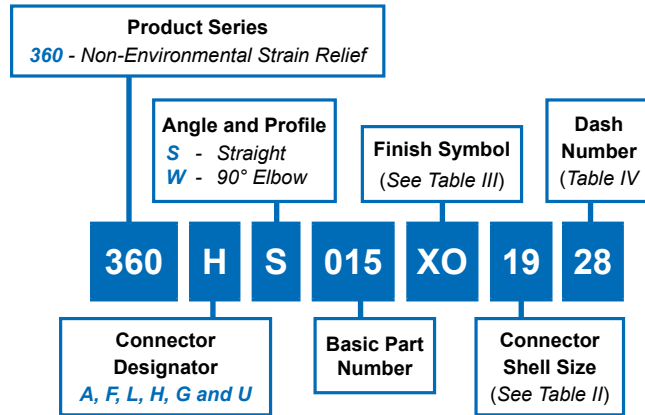 Product Series
360 - Non-Environmental Strain Relief
Angle and Profile
S - Straight
W - 90° Elbow
Finish Symbol
(See Table III)
Dash
Number
(Table IV
360 H S 015 XO 19 28
Connector
Designator
A, F, L, H, G and U
Basic Part
Number
Connector
Shell Size
(See Table II)